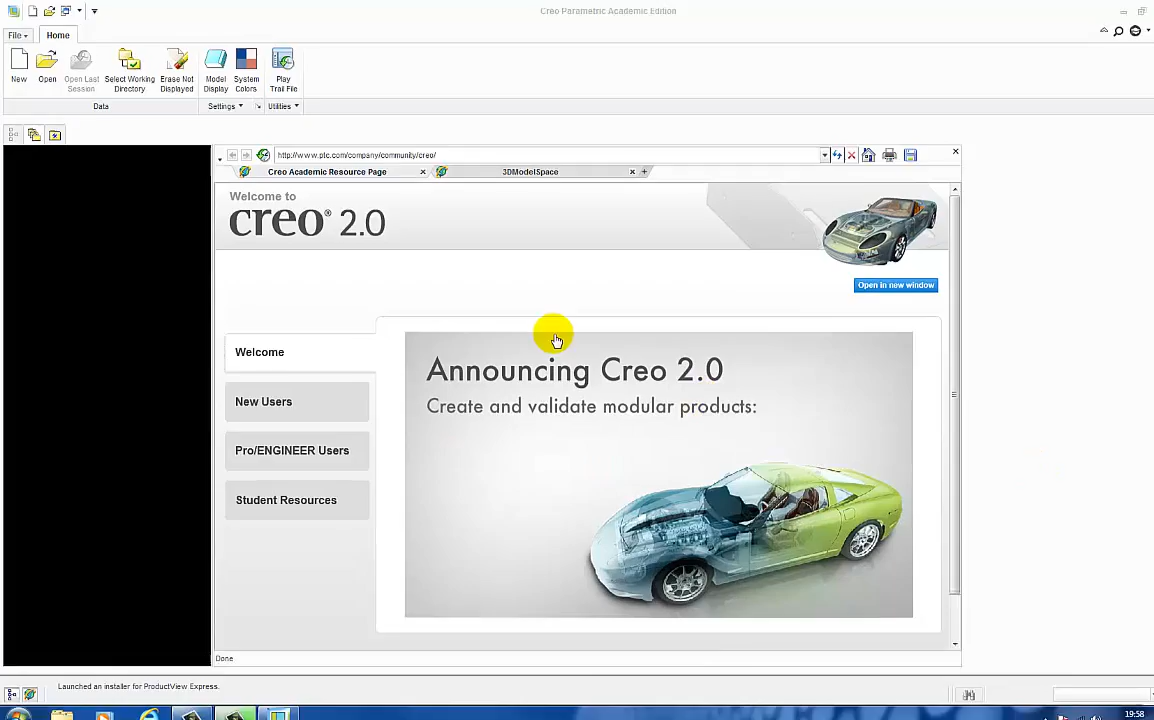 Creo Parametric Academic Edition
File
Home
New
Open
Open Last
Session
Select Working
Directory
Erase Not
Displayed
Model
Display
System
Colors
Play
Trail File
Data
Settings
Utilities
http://www.ptc.com/company/community/creo/
Creo Academic Resource Page
3DModelSpace
Welcome to
creo® 2.0
Open in new window
Welcome
New Users
Pro/ENGINEER Users
Student Resources
Announcing Creo 2.0
Create and validate modular products:
Done
Launched an installer for ProductView Express.
19:58